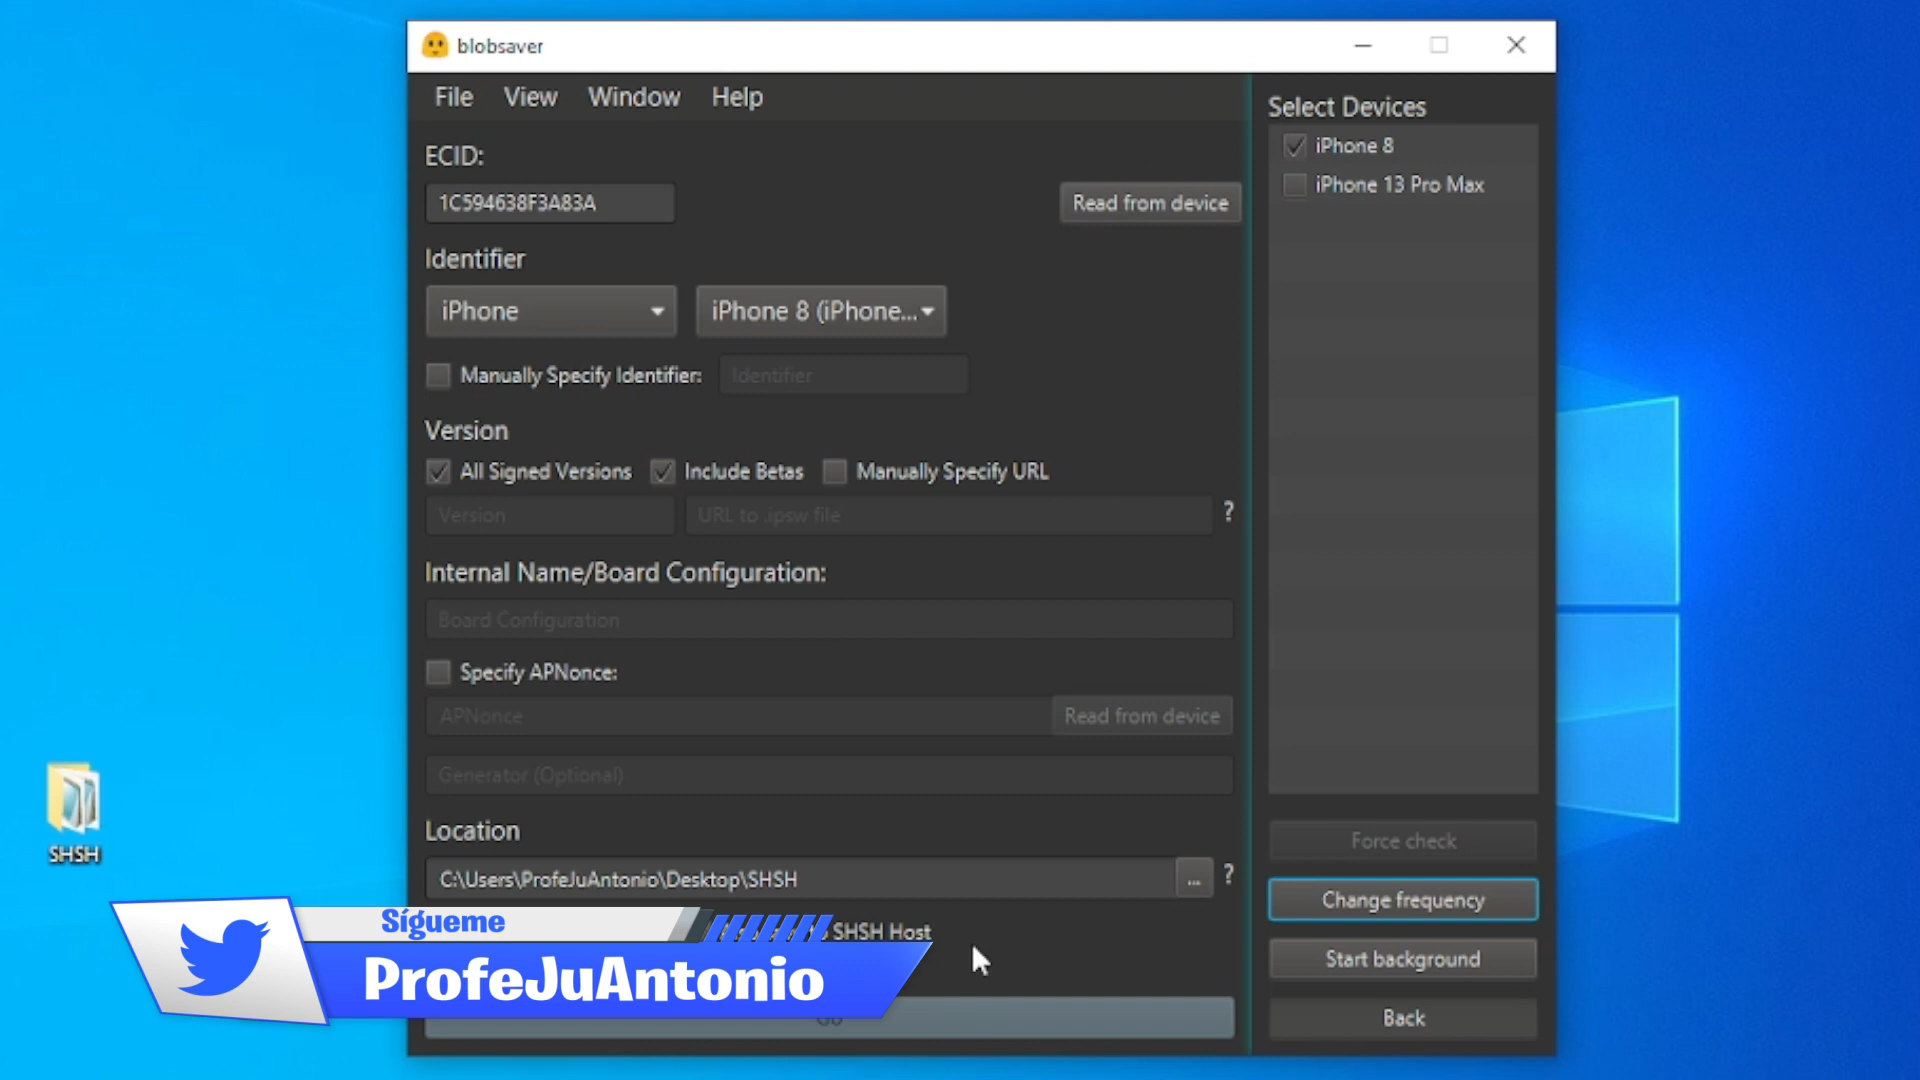 blobsaver
File View Window Help
ECID:
1C594638F3A83A
Read from device
Identifier
iPhone
iPhone 8 (iPhone...
Manually Specify Identifier:
Identifier
Version
All Signed Versions
Include Betas
Manually Specify URL
Version
URL to .ipsw file
?
Internal Name/Board Configuration:
Board Configuration
Specify APNonce:
APNonce
Read from device
Generator (Optional)
Location
C:\Users\ProfeJuAntonio\Desktop\SHSH
...
?
SHSH Host
Go
Select Devices
iPhone 8
iPhone 13 Pro Max
Force check
Change frequency
Start background
Back
SHSH
Sígueme
ProfeJuAntonio